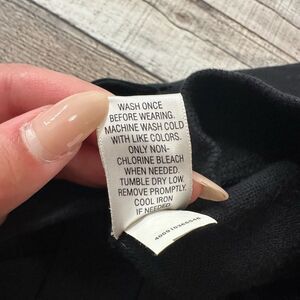 WASH ONCE
BEFORE WEARING.
MACHINE WASH COLD
WITH LIKE COLORS.
ONLY NON-
CHLORINE BLEACH
WHEN NEEDED.
TUMBLE DRY LOW.
REMOVE PROMPTLY.
COOL IRON
IF NEEDED